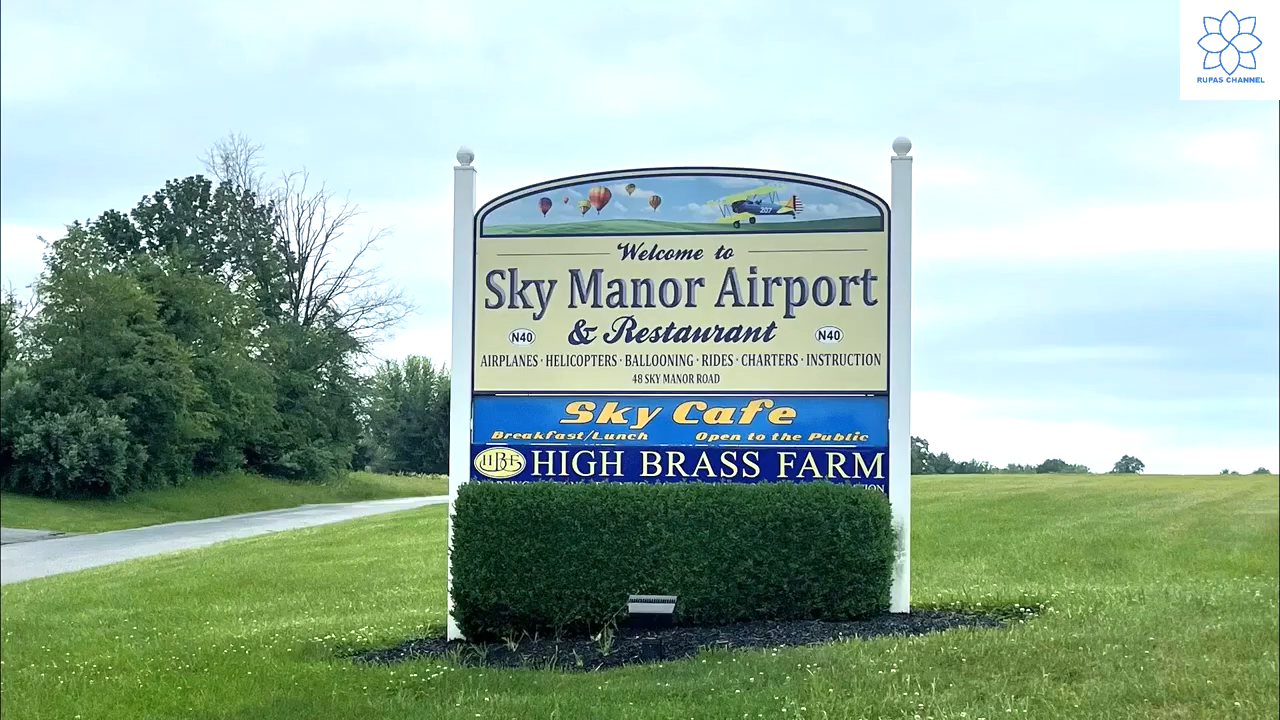 RUPAS CHANNEL
207
Welcome to
Sky Manor Airport
& Restaurant
N40 N40
AIRPLANES · HELICOPTERS · BALLOONING · RIDES · CHARTERS · INSTRUCTION
48 SKY MANOR ROAD
Sky Cafe
Breakfast/Lunch Open to the Public
HBF HIGH BRASS FARM